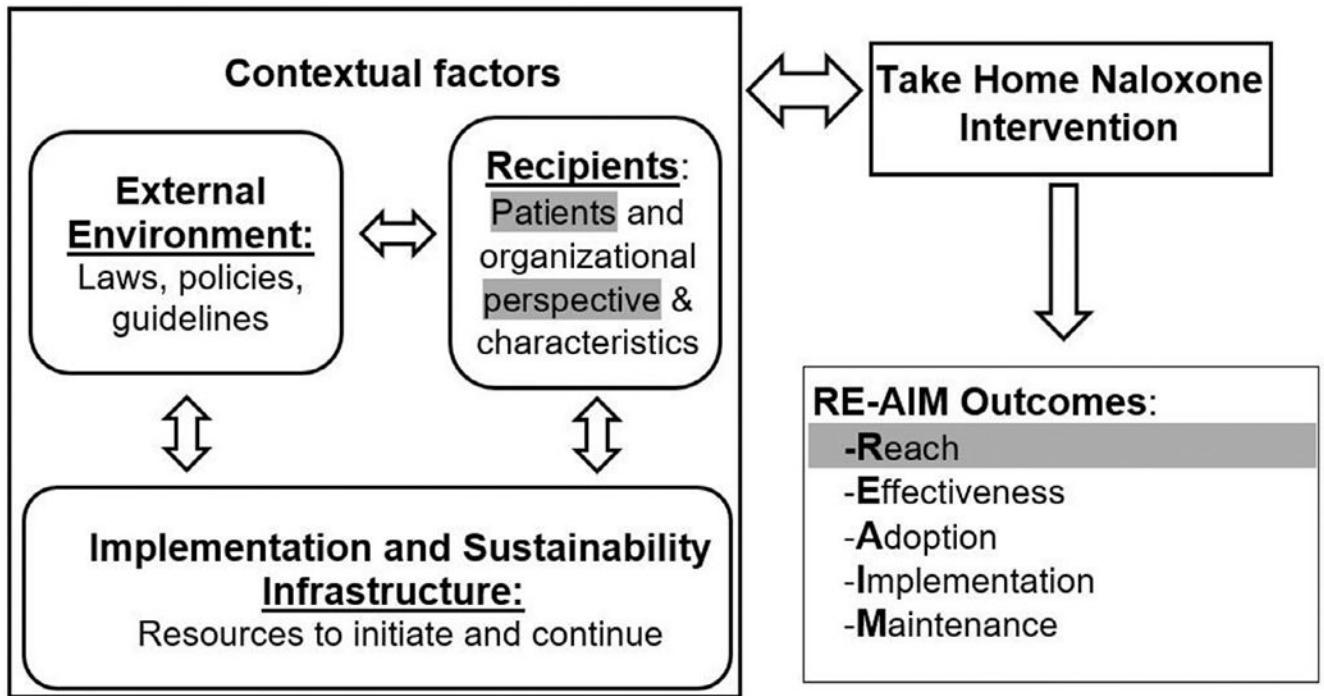 Contextual factors
External
Environment:
Laws, policies,
guidelines
Recipients:
Patients and
organizational
perspective &
characteristics
Implementation and Sustainability
Infrastructure:
Resources to initiate and continue
Take Home Naloxone
Intervention
RE-AIM Outcomes:
-Reach
-Effectiveness
-Adoption
-Implementation
-Maintenance